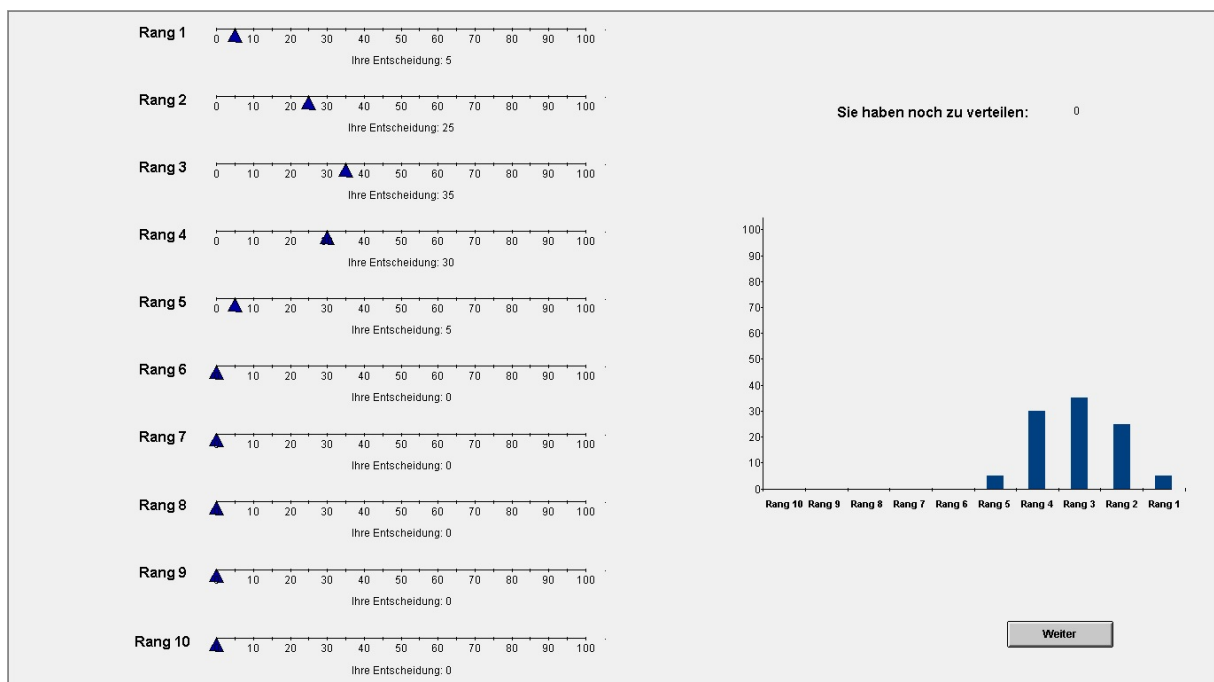 Rang 1
0 10 20 30 40 50 60 70 80 90 100
Ihre Entscheidung: 5
Rang 2
0 10 20 30 40 50 60 70 80 90 100
Ihre Entscheidung: 25
Rang 3
0 10 20 30 40 50 60 70 80 90 100
Ihre Entscheidung: 35
Rang 4
0 10 20 30 40 50 60 70 80 90 100
Ihre Entscheidung: 30
Rang 5
0 10 20 30 40 50 60 70 80 90 100
Ihre Entscheidung: 5
Rang 6
10 20 30 40 50 60 70 80 90 100
Ihre Entscheidung: 0
Rang 7
10 20 30 40 50 60 70 80 90 100
Ihre Entscheidung: 0
Rang 8
10 20 30 40 50 60 70 80 90 100
Ihre Entscheidung: 0
Rang 9
10 20 30 40 50 60 70 80 90 100
Ihre Entscheidung: 0
Rang 10
10 20 30 40 50 60 70 80 90 100
Ihre Entscheidung: 0
Sie haben noch zu verteilen: 0
100
90
80
70
60
50
40
30
20
10
0
Rang 10 Rang 9 Rang 8 Rang 7 Rang 6 Rang 5 Rang 4 Rang 3 Rang 2 Rang 1
Weiter